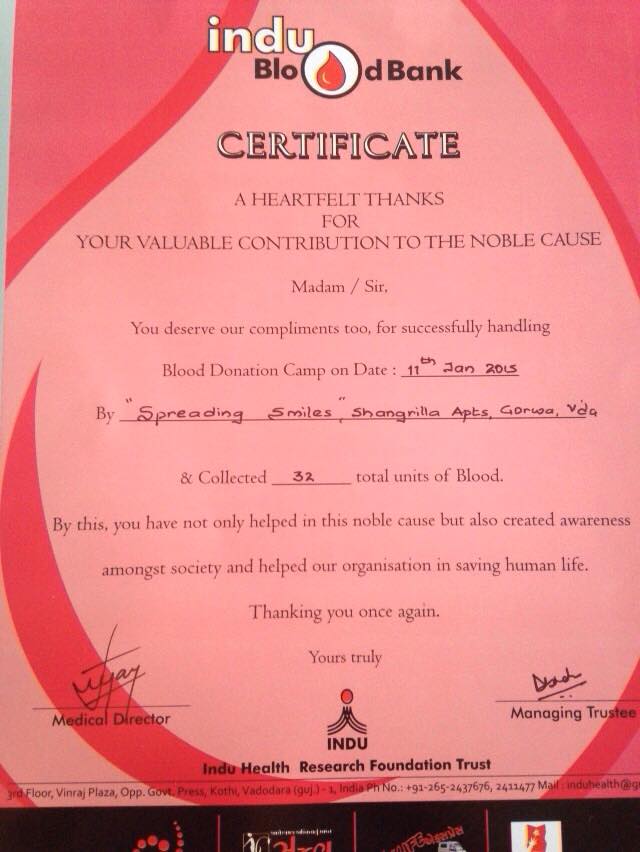 indu
Blood Bank
CERTIFICATE
A HEARTFELT THANKS
FOR
YOUR VALUABLE CONTRIBUTION TO THE NOBLE CAUSE
Madam / Sir,
You deserve our compliments too, for successfully handling
Blood Donation Camp on Date : 11th Jan 2015
By "Spreading Smiles", Shangrilla Apts, Gorwa, Vda
& Collected 32 total units of Blood.
By this, you have not only helped in this noble cause but also created awareness
amongst society and helped our organisation in saving human life.
Thanking you once again.
Yours truly
Medical Director
Managing Trustee
INDU
Indu Health Research Foundation Trust
3rd Floor, Vinraj Plaza, Opp. Govt. Press, Kothi, Vadodara (guj.) - 1, India Ph No.: +91-265-2437676, 2411477 Mail : induhealth@g